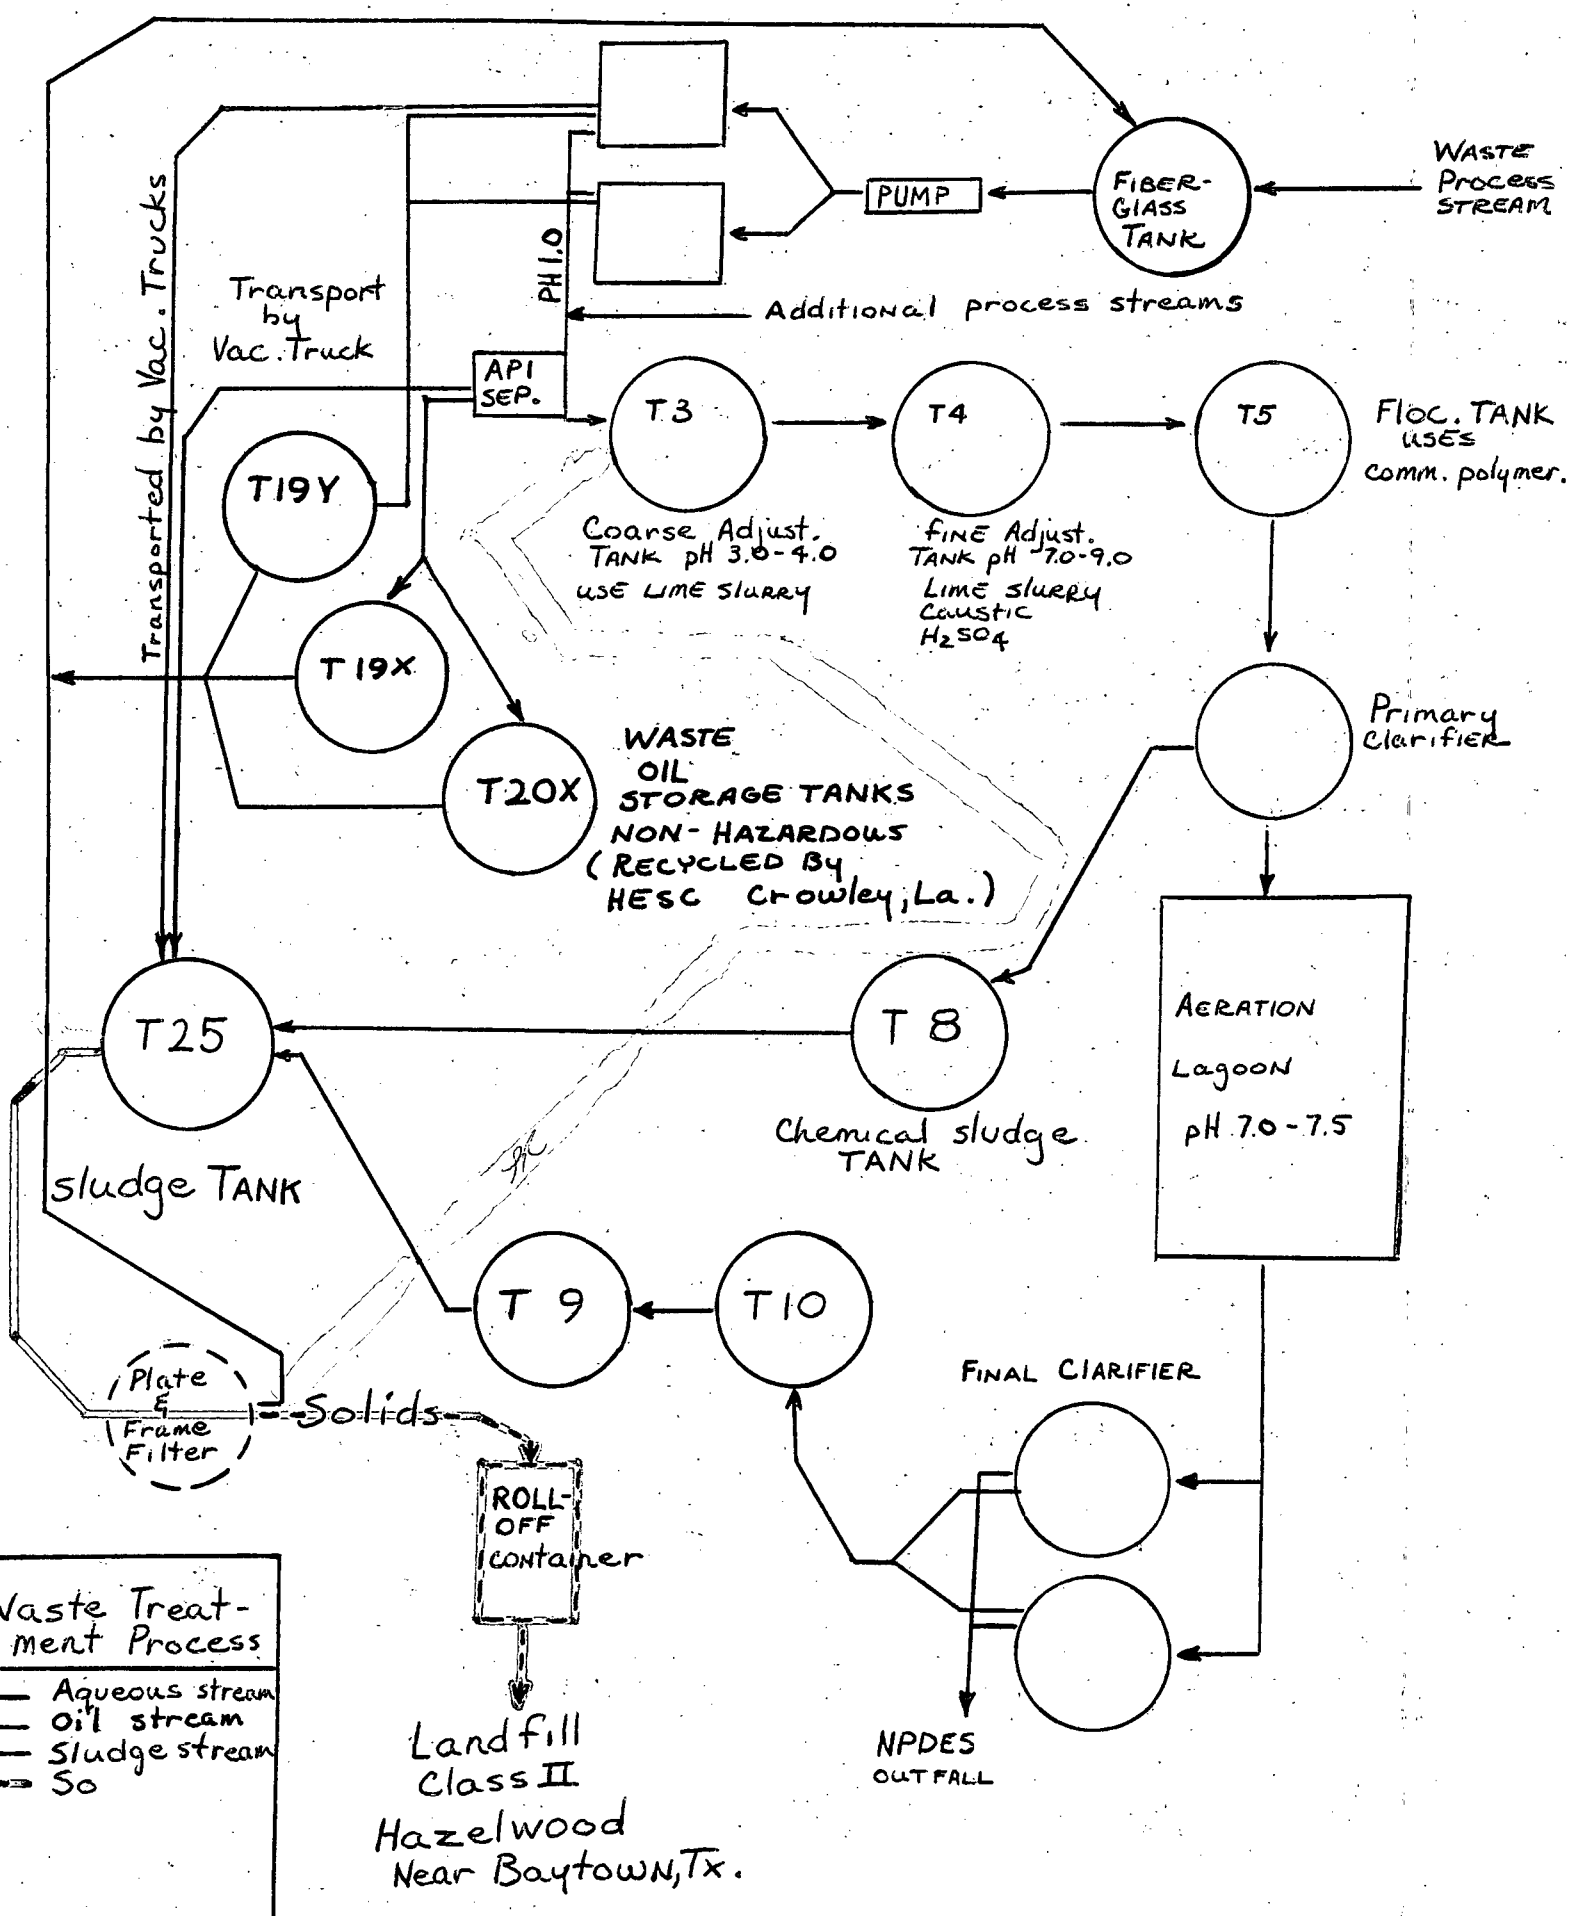 WASTE
Process
STREAM
FIBER-
GLASS
TANK
PUMP
PH 1.0
Additional process streams
Transported by Vac. Trucks
Transport
by
Vac. Truck
API
SEP.
T3
Coarse Adjust.
TANK pH 3.0-4.0
USE LIME SLURRY
T4
FINE Adjust.
TANK pH 7.0-9.0
LIME SLURRY
CAUSTIC
H2SO4
T5
Floc. TANK
USES
comm. polymer.
T19Y
T19X
T20X
WASTE
OIL
STORAGE TANKS
NON-HAZARDOUS
(RECYCLED By
HESC Crowley, La.)
Primary
Clarifier
AERATION
Lagoon
pH 7.0-7.5
T25
sludge TANK
T8
Chemical sludge
TANK
T9
T10
FINAL CLARIFIER
Plate
&
Frame
Filter
Solids
ROLL-
OFF
container
Landfill
Class II
Hazelwood
Near Baytown, Tx.
NPDES
OUTFALL
Waste Treat-
ment Process
Aqueous stream
Oil stream
Sludge stream
So